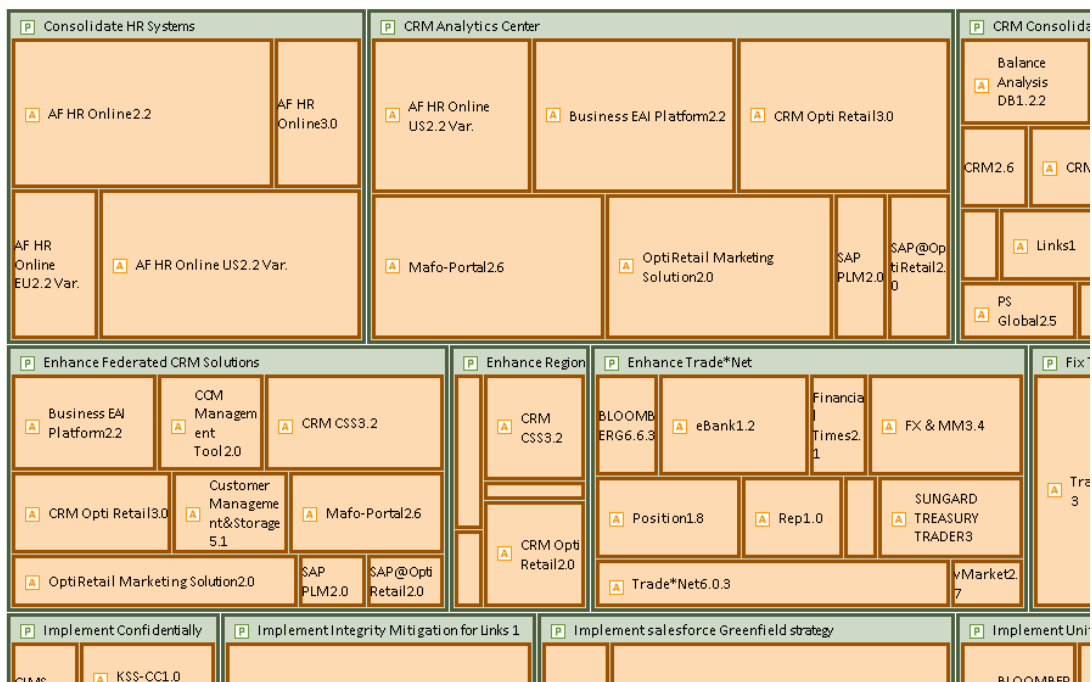 P Consolidate HR Systems
A AF HR Online2.2
AF HR
Online3.0
AF HR
Online
EU2.2 Var.
A AF HR Online US2.2 Var.
P CRM Analytics Center
A AF HR Online
US2.2 Var.
A Business EAI Platform2.2
A CRM Opti Retail3.0
A Mafo-Portal2.6
A OptiRetail Marketing
Solution2.0
SAP
PLM2.0
SAP@Op
tiRetail2.
0
P CRM Consolida
A Balance
Analysis
DB1.2.2
CRM2.6
A CRM
A Links1
A PS
Global2.5
P Enhance Federated CRM Solutions
A Business EAI
Platform2.2
A CCM
Managem
ent
Tool2.0
A CRM CSS3.2
A CRM Opti Retail3.0
A Customer
Manageme
nt&Storage
5.1
A Mafo-Portal2.6
A OptiRetail Marketing Solution2.0
SAP
PLM2.0
SAP@Opti
Retail2.0
P Enhance Region
A CRM
CSS3.2
A CRM Opti
Retail2.0
P Enhance Trade*Net
BLOOMB
ERG6.6.3
A eBank1.2
Financia
l
Times2.
1
A FX & MM3.4
A Position1.8
A Rep1.0
A SUNGARD
TREASURY
TRADER3
A Trade*Net6.0.3
vMarket2.
7
P Fix T
A Tra
3
P Implement Confidentially
A KSS-CC1.0
P Implement Integrity Mitigation for Links 1
P Implement salesforce Greenfield strategy
P Implement Uni
BLOOMBER